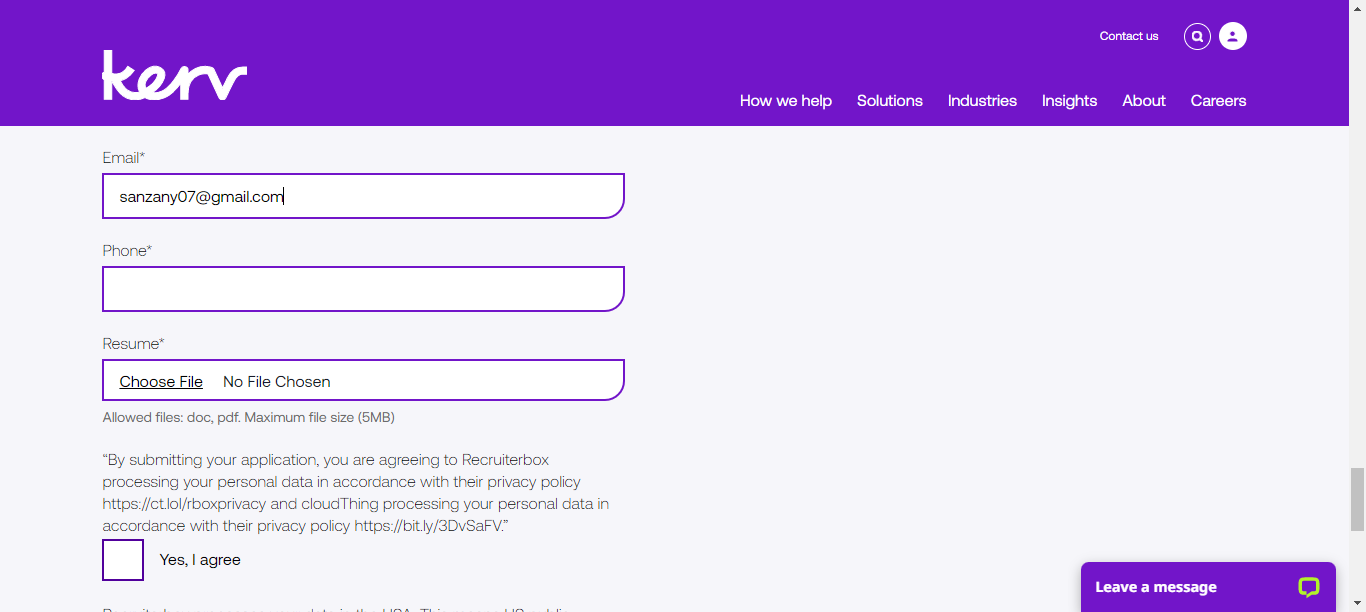 Contact us
kerv
How we help Solutions Industries Insights About Careers
Email*
sanzany07@gmail.com
Phone*
Resume*
Choose File No File Chosen
Allowed files: doc, pdf. Maximum file size (5MB)
“By submitting your application, you are agreeing to Recruiterbox
processing your personal data in accordance with their privacy policy
https://ct.lol/rboxprivacy and cloudThing processing your personal data in
accordance with their privacy policy https://bit.ly/3DvSaFV.”
Yes, I agree
Leave a message